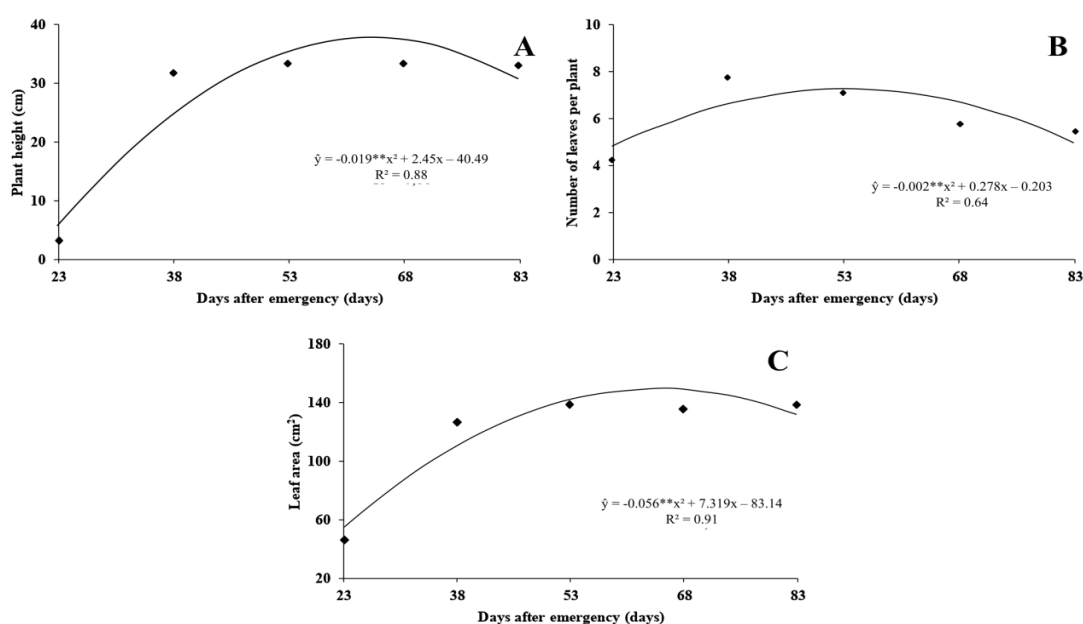 A
Plant height (cm)
40
30
20
10
0
ŷ = -0.019**x² + 2.45x – 40.49
R² = 0.88
23 38 53 68 83
Days after emergency (days)
B
Number of leaves per plant
10
8
6
4
2
0
ŷ = -0.002**x² + 0.278x – 0.203
R² = 0.64
23 38 53 68 83
Days after emergency (days)
C
Leaf area (cm²)
180
140
100
60
20
ŷ = -0.056**x² + 7.319x – 83.14
R² = 0.91
23 38 53 68 83
Days after emergency (days)